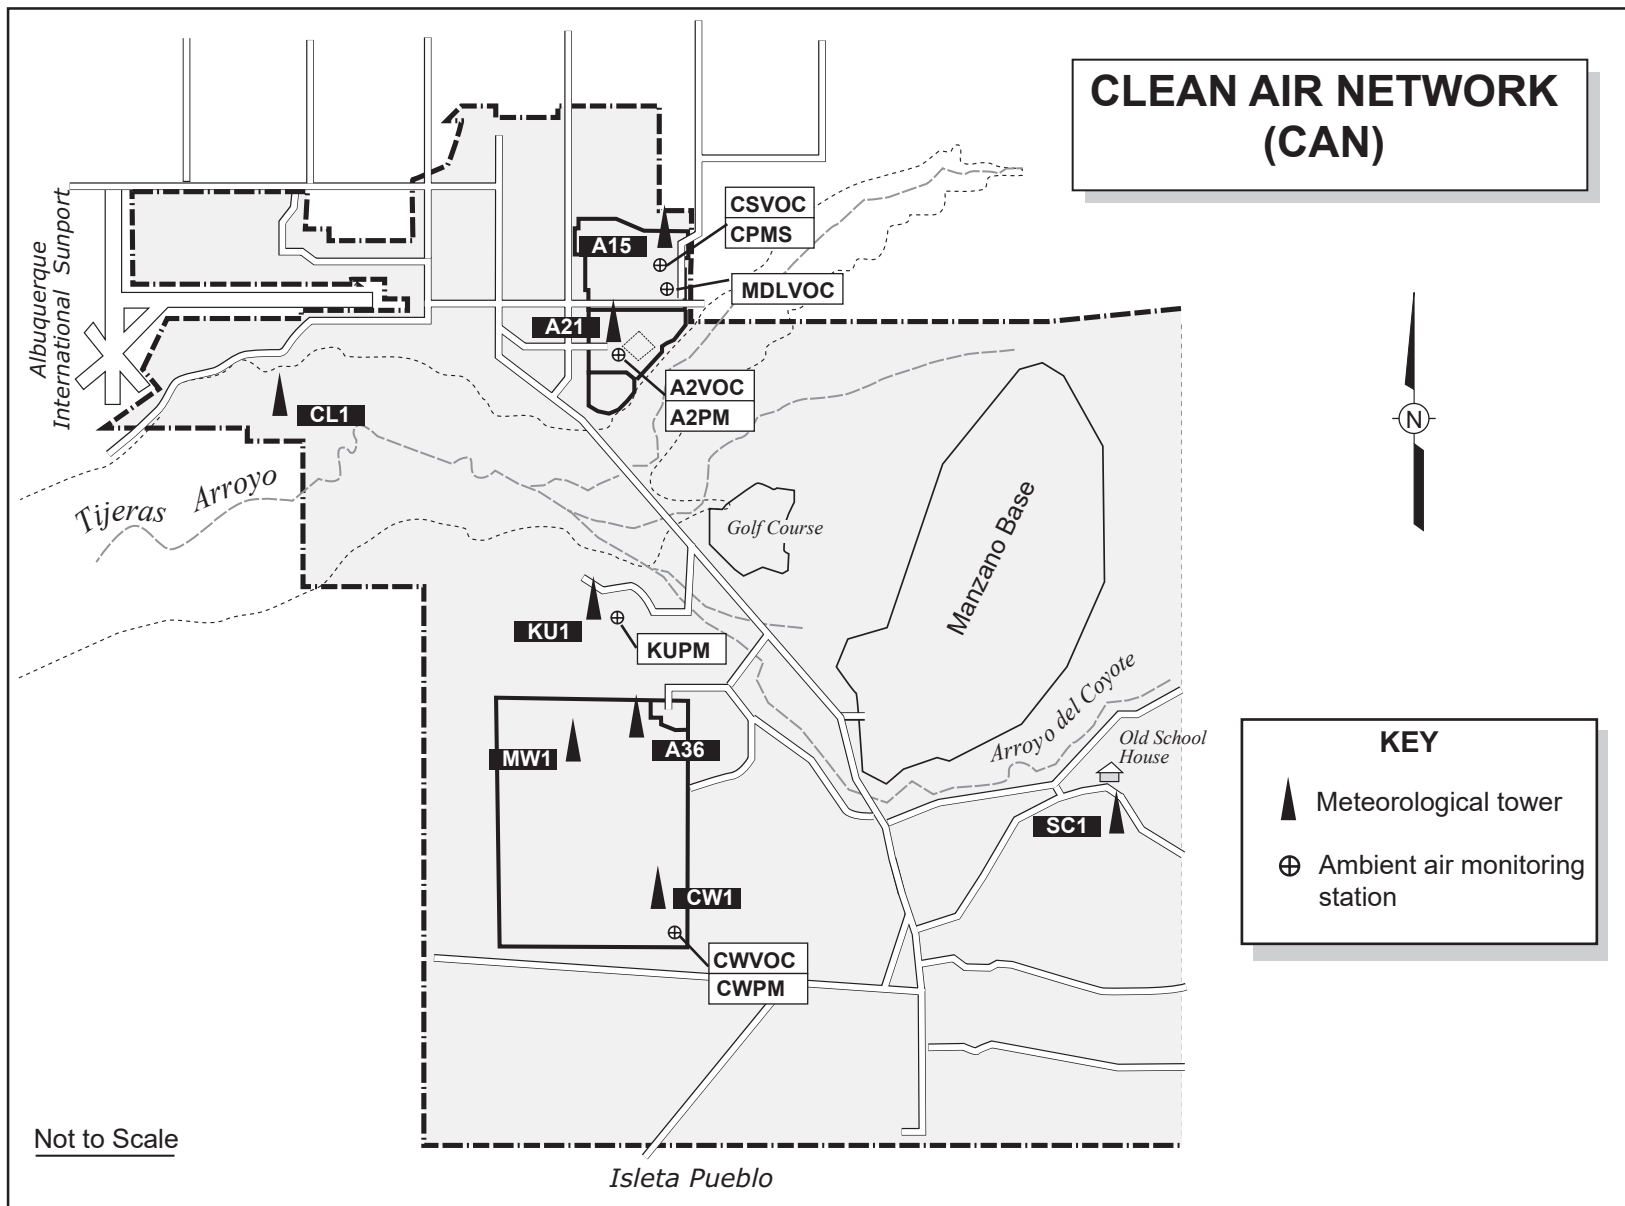 CLEAN AIR NETWORK
(CAN)
Albuquerque
International Sunport
CSVOC
CPMS
A15
MDLVOC
A21
A2VOC
A2PM
CL1
N
Tijeras Arroyo
Golf Course
Manzano Base
KU1
KUPM
Arroyo del Coyote
Old School
House
A36
MW1
SC1
CW1
CWVOC
CWPM
KEY
Meteorological tower
Ambient air monitoring
station
Not to Scale
Isleta Pueblo